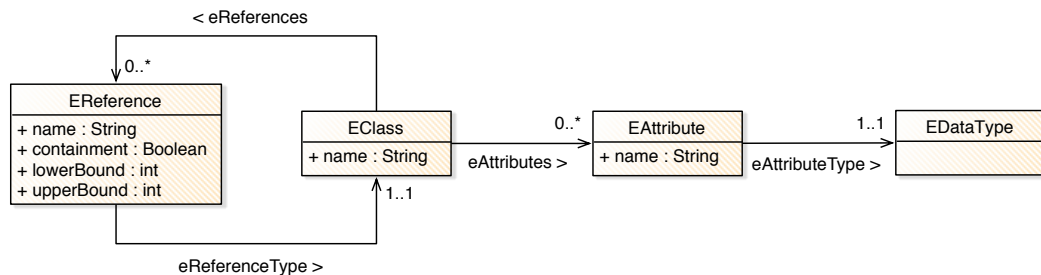 < eReferences
0..*
EReference
+ name : String
+ containment : Boolean
+ lowerBound : int
+ upperBound : int
EClass
+ name : String
1..1
eReferenceType >
0..*
eAttributes >
EAttribute
+ name : String
1..1
eAttributeType >
EDataType